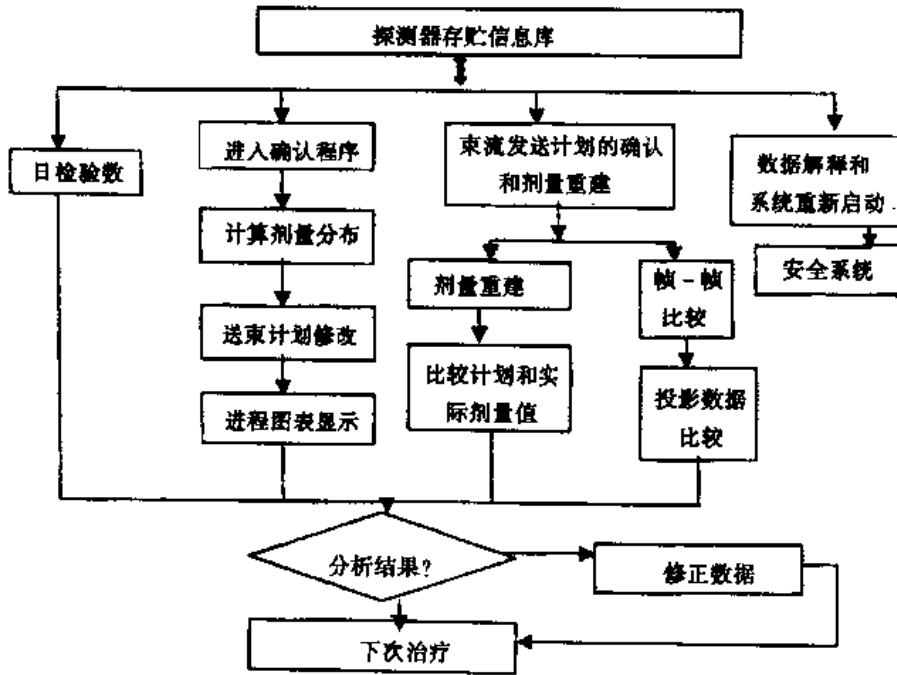 探测器存贮信息库
日检验数
进入确认程序
计算剂量分布
送束计划修改
进程图表显示
束流发送计划的确认
和剂量重建
剂量重建
比较计划和实
际剂量值
帧－帧
比较
投影数据
比较
数据解释和
系统重新启动
安全系统
分析结果?
修正数据
下次治疗